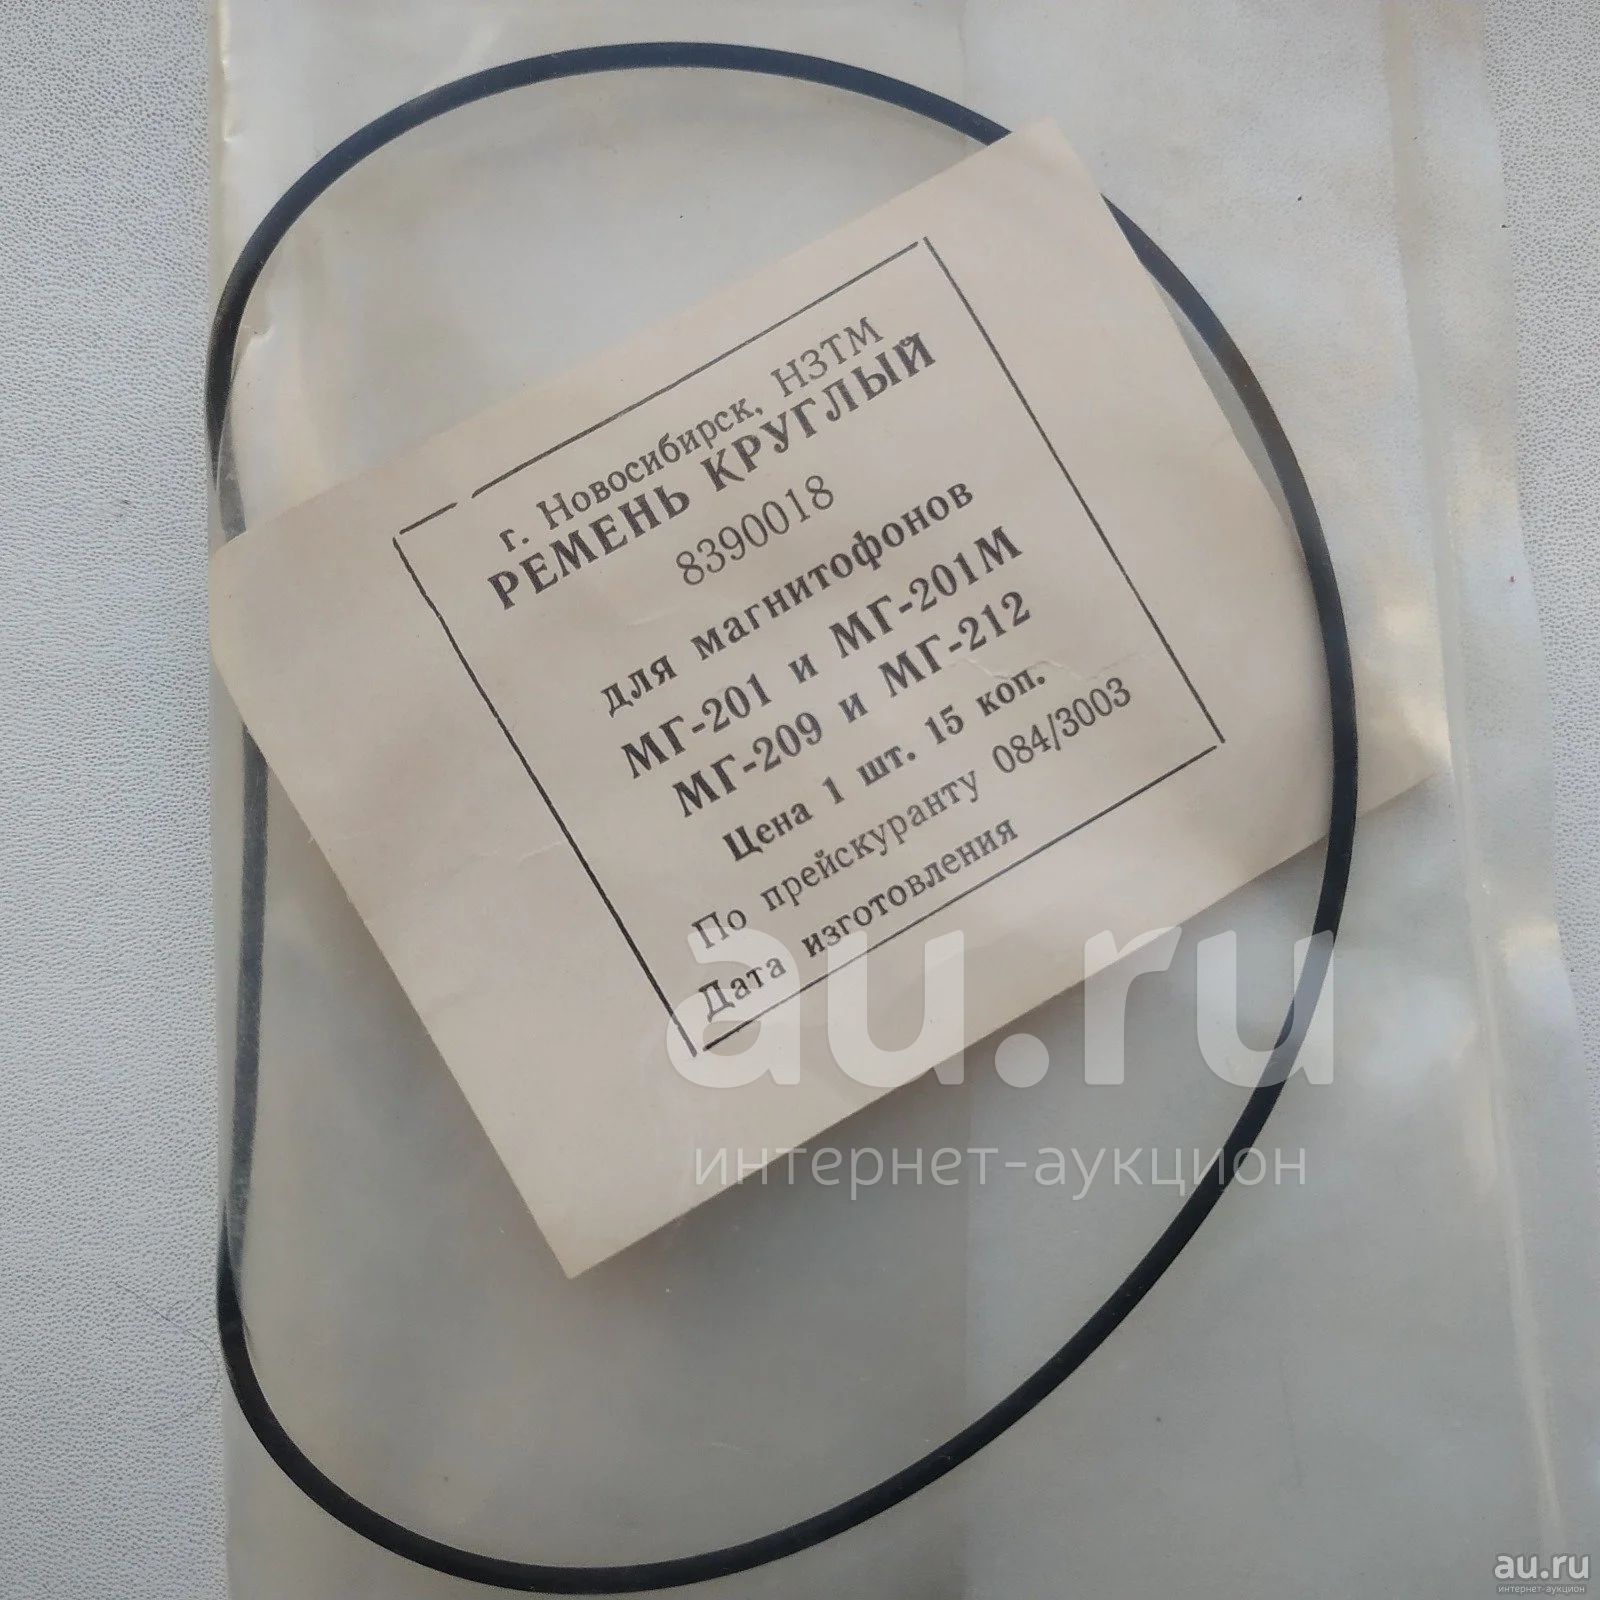 г. Новосибирск, НЗТМ
РЕМЕНЬ КРУГЛЫЙ
8390018
для магнитофонов
МГ-201 и МГ-201М
МГ-209 и МГ-212
Цена 1 шт. 15 коп.
По прейскуранту 084/3003
Дата изготовления
au.ru
интернет-аукцион
au.ru
интернет-аукцион